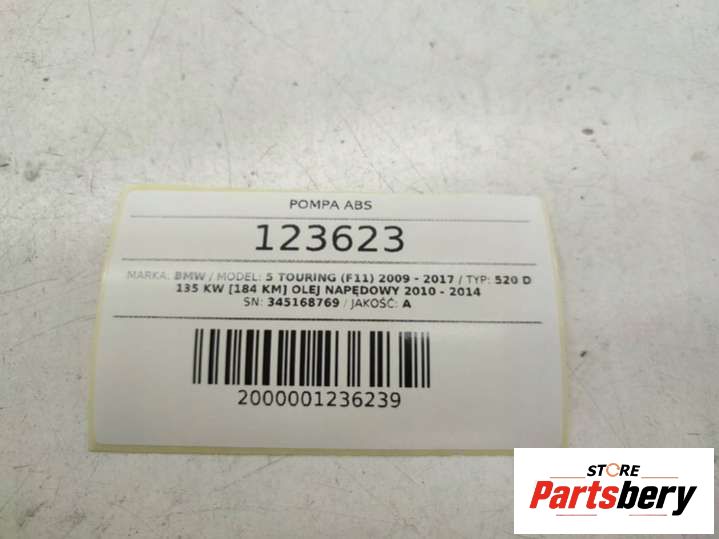 POMPA ABS
123623
MARKA: BMW / MODEL: 5 TOURING (F11) 2009 - 2017 / TYP: 520 D
135 KW [184 KM] OLEJ NAPĘDOWY 2010 - 2014
SN: 345168769 / JAKOŚĆ: A
2000001236239
STORE
Partsbery